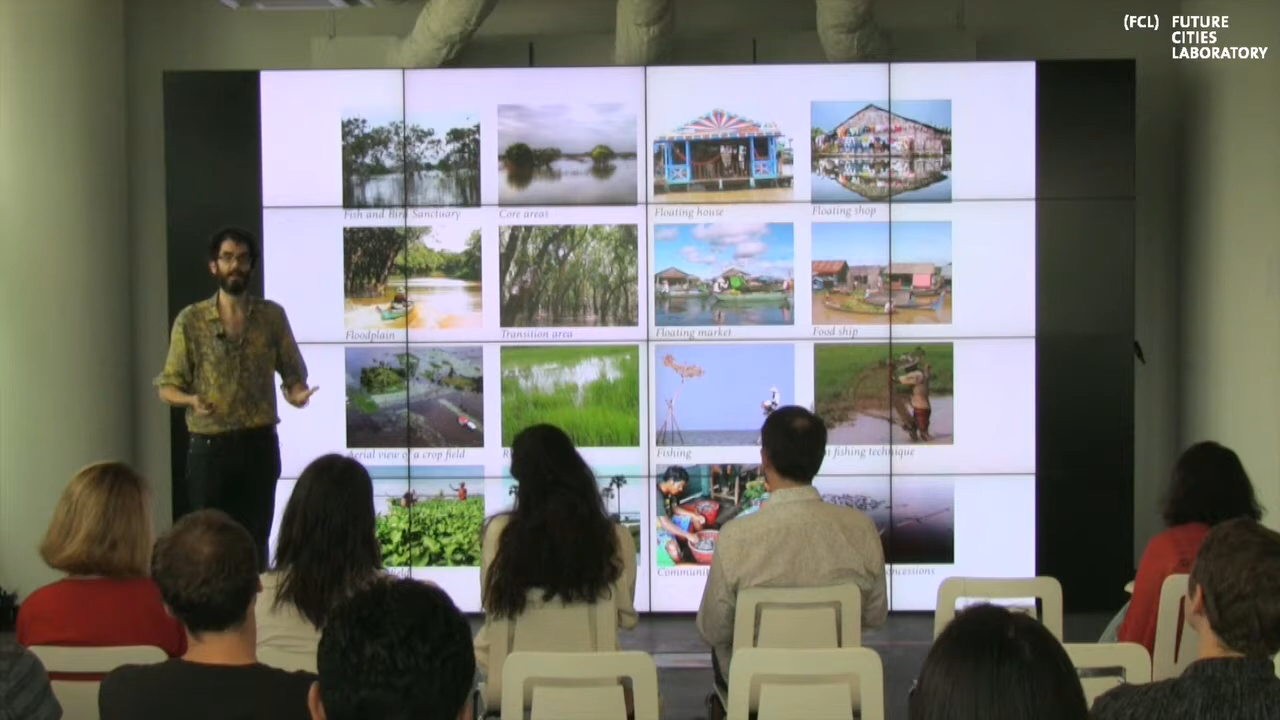 (FCL) FUTURE
CITIES
LABORATORY
Fish and Bird Sanctuary
Core areas
Floating house
Floating shop
Floodplain
Transition area
Floating market
Food ship
Aerial view of a crop field
Fishing
fishing technique